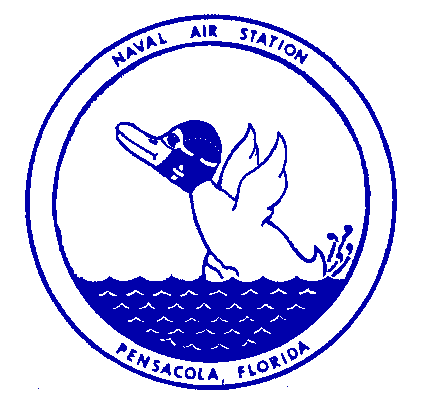 NAVAL AIR STATION
PENSACOLA, FLORIDA